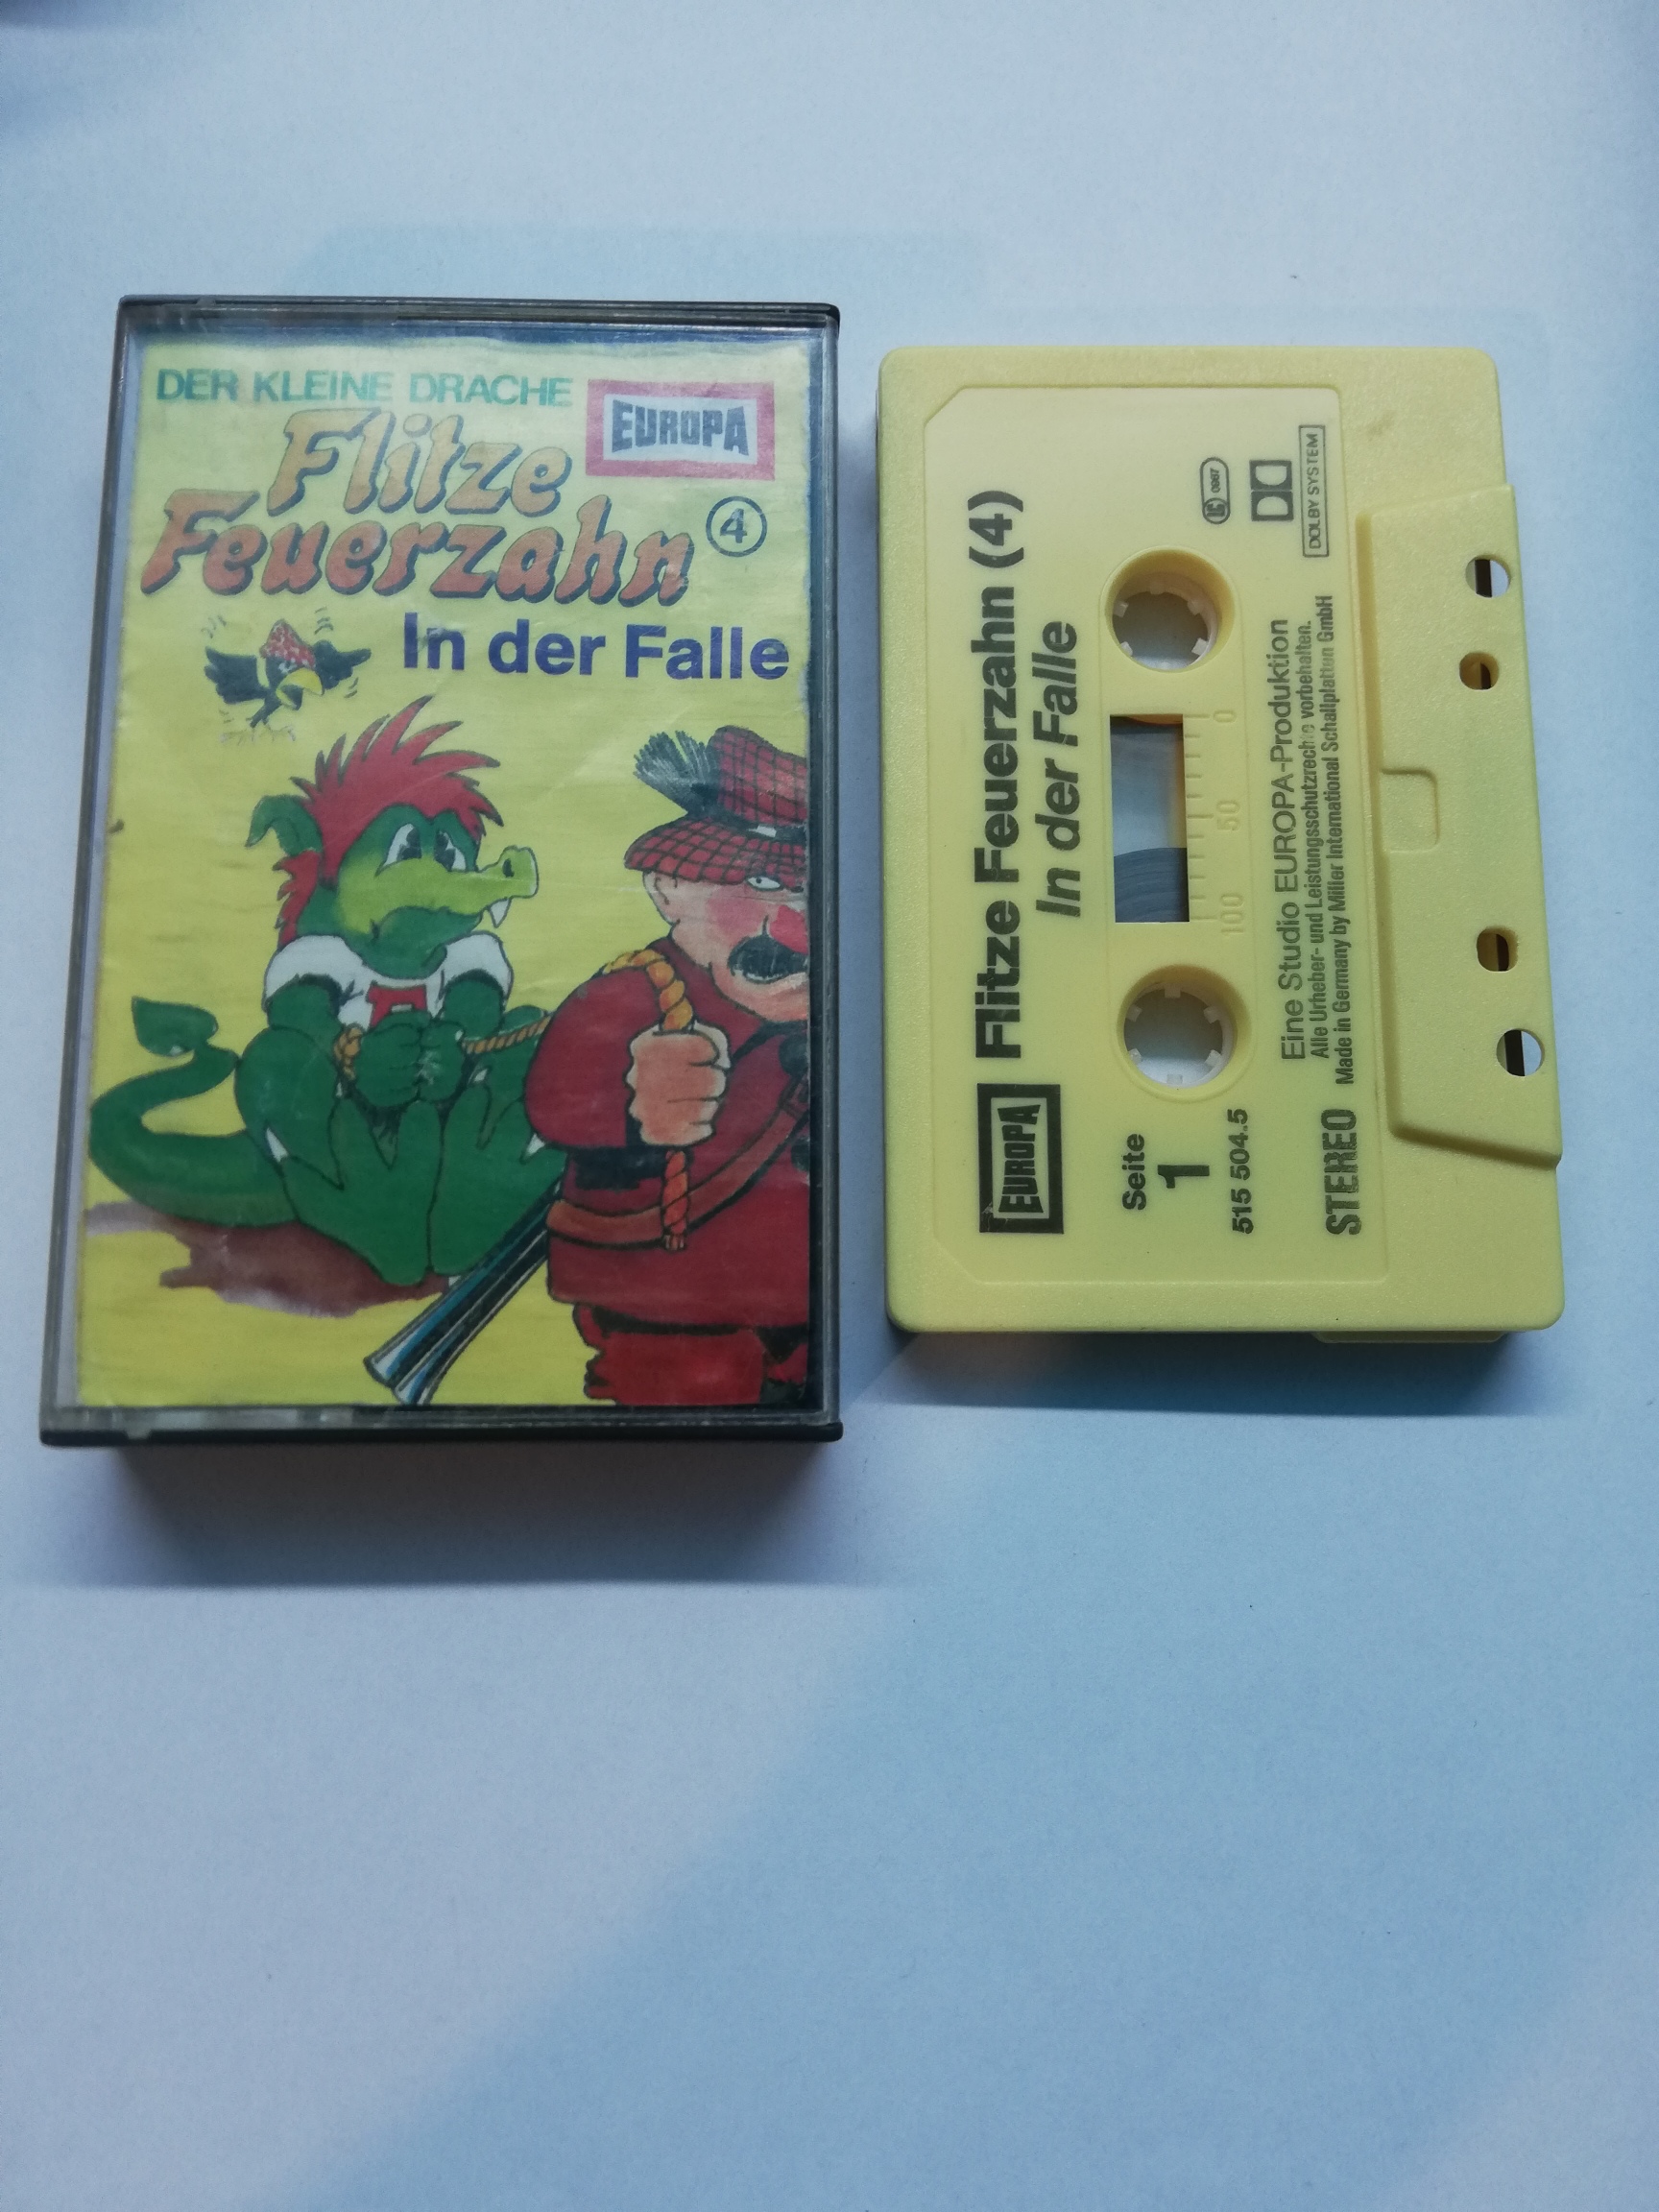 DER KLEINE DRACHE
EUROPA
Flitze
Feuerzahn
4
In der Falle
EUROPA
Flitze Feuerzahn (4)
In der Falle
Seite
1
515 504.5
STEREO
100 50 0
LC 0987
DOLBY SYSTEM
Eine Studio EUROPA-Produktion
Alle Urheber- und Leistungsschutzrechte vorbehalten.
Made in Germany by Miller International Schallplatten GmbH